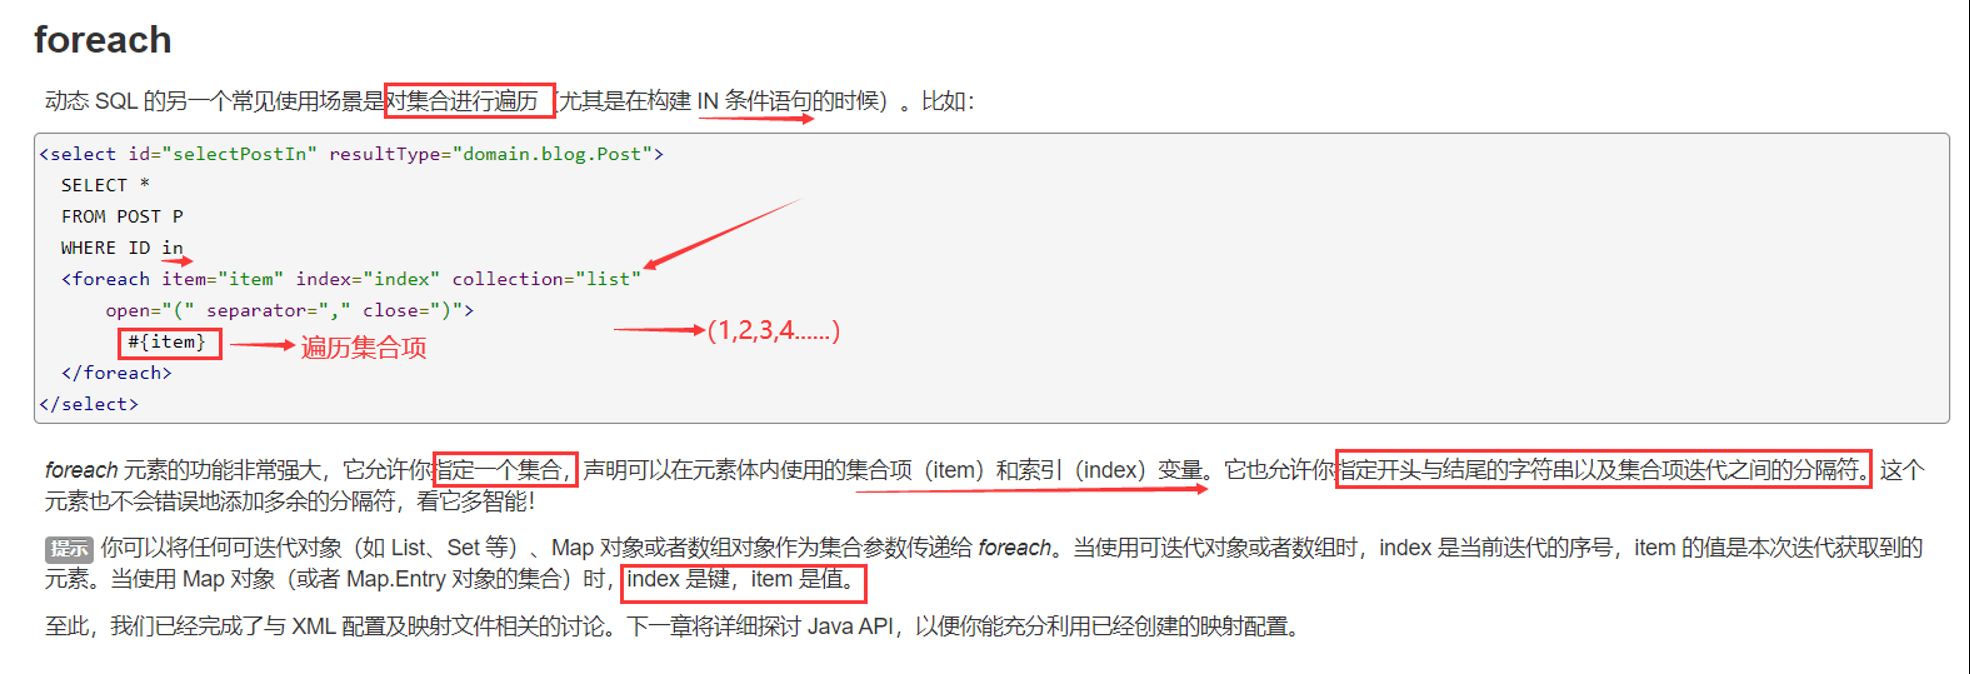 foreach
动态 SQL 的另一个常见使用场景是对集合进行遍历（尤其是在构建 IN 条件语句的时候）。比如：
<select id="selectPostIn" resultType="domain.blog.Post">
SELECT *
FROM POST P
WHERE ID in
<foreach item="item" index="index" collection="list"
open="(" separator="," close=")">
(1,2,3,4......)
#{item} 遍历集合项
</foreach>
</select>
foreach 元素的功能非常强大，它允许你指定一个集合，声明可以在元素体内使用的集合项（item）和索引（index）变量。它也允许你指定开头与结尾的字符串以及集合项迭代之间的分隔符。这个
元素也不会错误地添加多余的分隔符，看它多智能！
提示 你可以将任何可迭代对象（如 List、Set 等）、Map 对象或者数组对象作为集合参数传递给 foreach。当使用可迭代对象或者数组时，index 是当前迭代的序号，item 的值是本次迭代获取到的
元素。当使用 Map 对象（或者 Map.Entry 对象的集合）时，index 是键，item 是值。
至此，我们已经完成了与 XML 配置及映射文件相关的讨论。下一章将详细探讨 Java API，以便你能充分利用已经创建的映射配置。